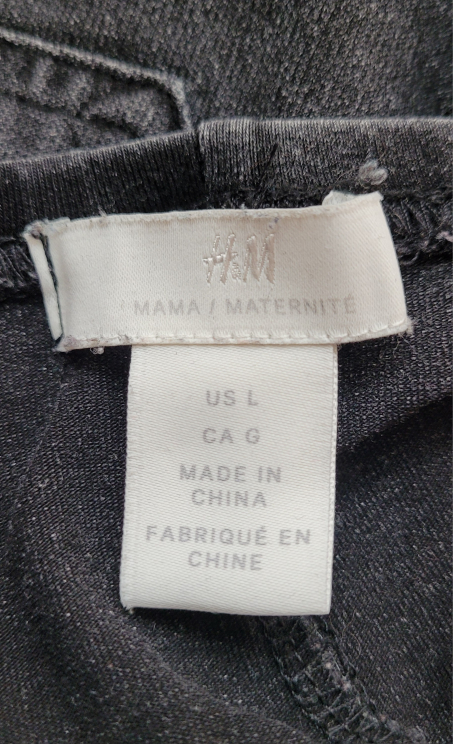 H&M
MAMA / MATERNITÉ
US L
CA G
MADE IN
CHINA
FABRIQUÉ EN
CHINE